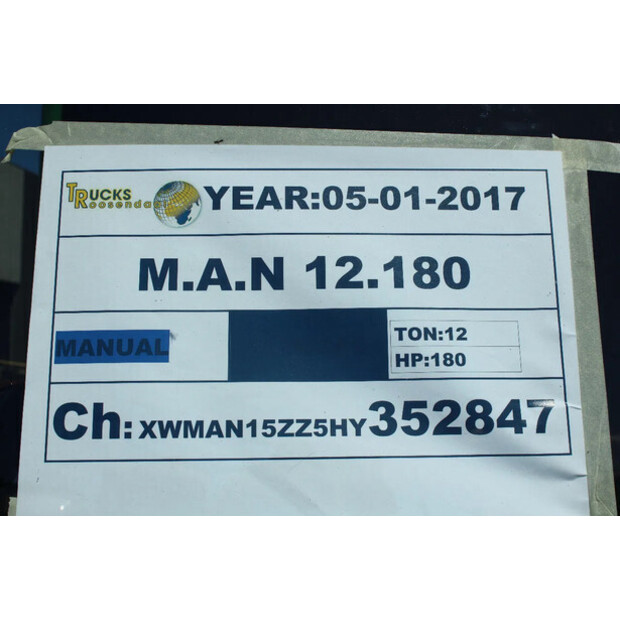 TRUCKS
Roosendaal
YEAR:05-01-2017
M.A.N 12.180
MANUAL
TON:12
HP:180
Ch: XWMAN15ZZ5HY352847